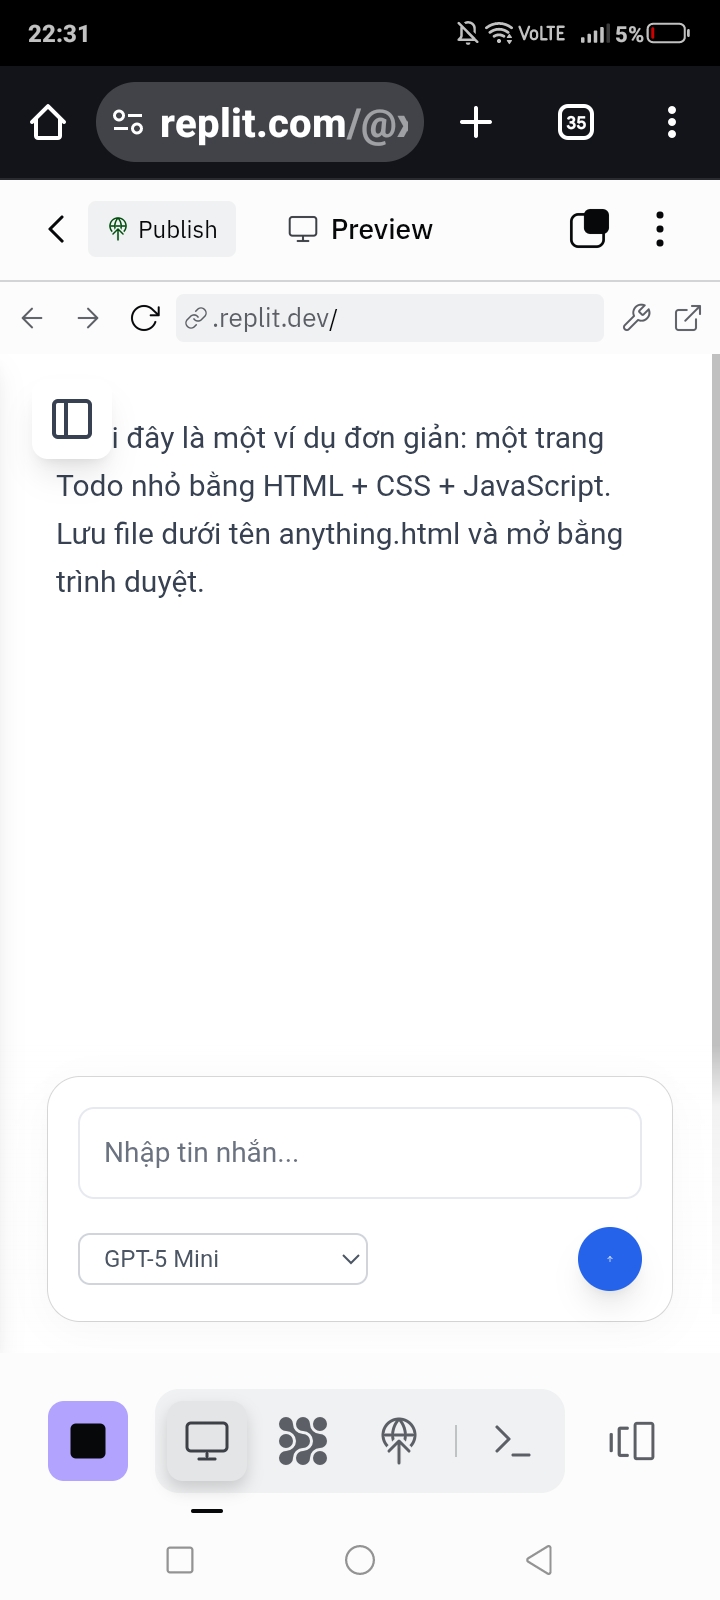 22:31
VoLTE
5%
replit.com/@
35
Publish
Preview
.replit.dev/
i đây là một ví dụ đơn giản: một trang
Todo nhỏ bằng HTML + CSS + JavaScript.
Lưu file dưới tên anything.html và mở bằng
trình duyệt.
Nhập tin nhắn...
GPT-5 Mini